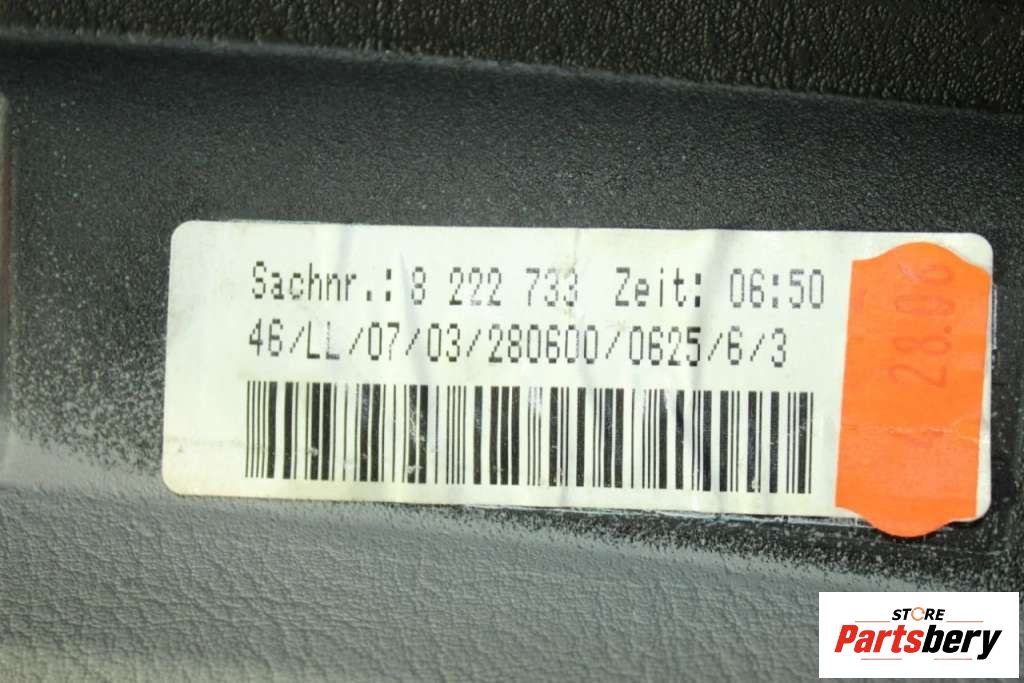 Sachnr.: 8 222 733 Zeit: 06:50
46/LL/07/03/280600/0625/6/3
28.06
STORE
Partsbery